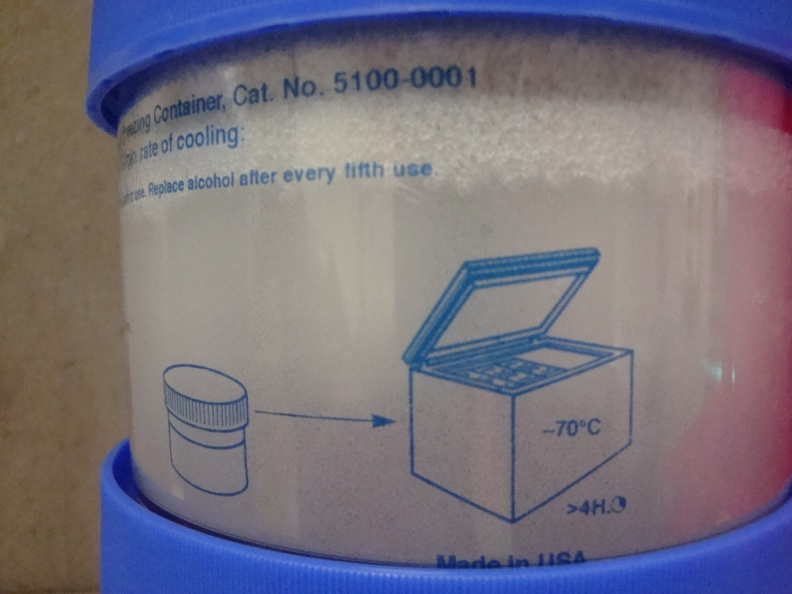 Freezing Container, Cat. No. 5100-0001
rate of cooling:
use. Replace alcohol after every fifth use.
-70°C
>4H.
Made in USA